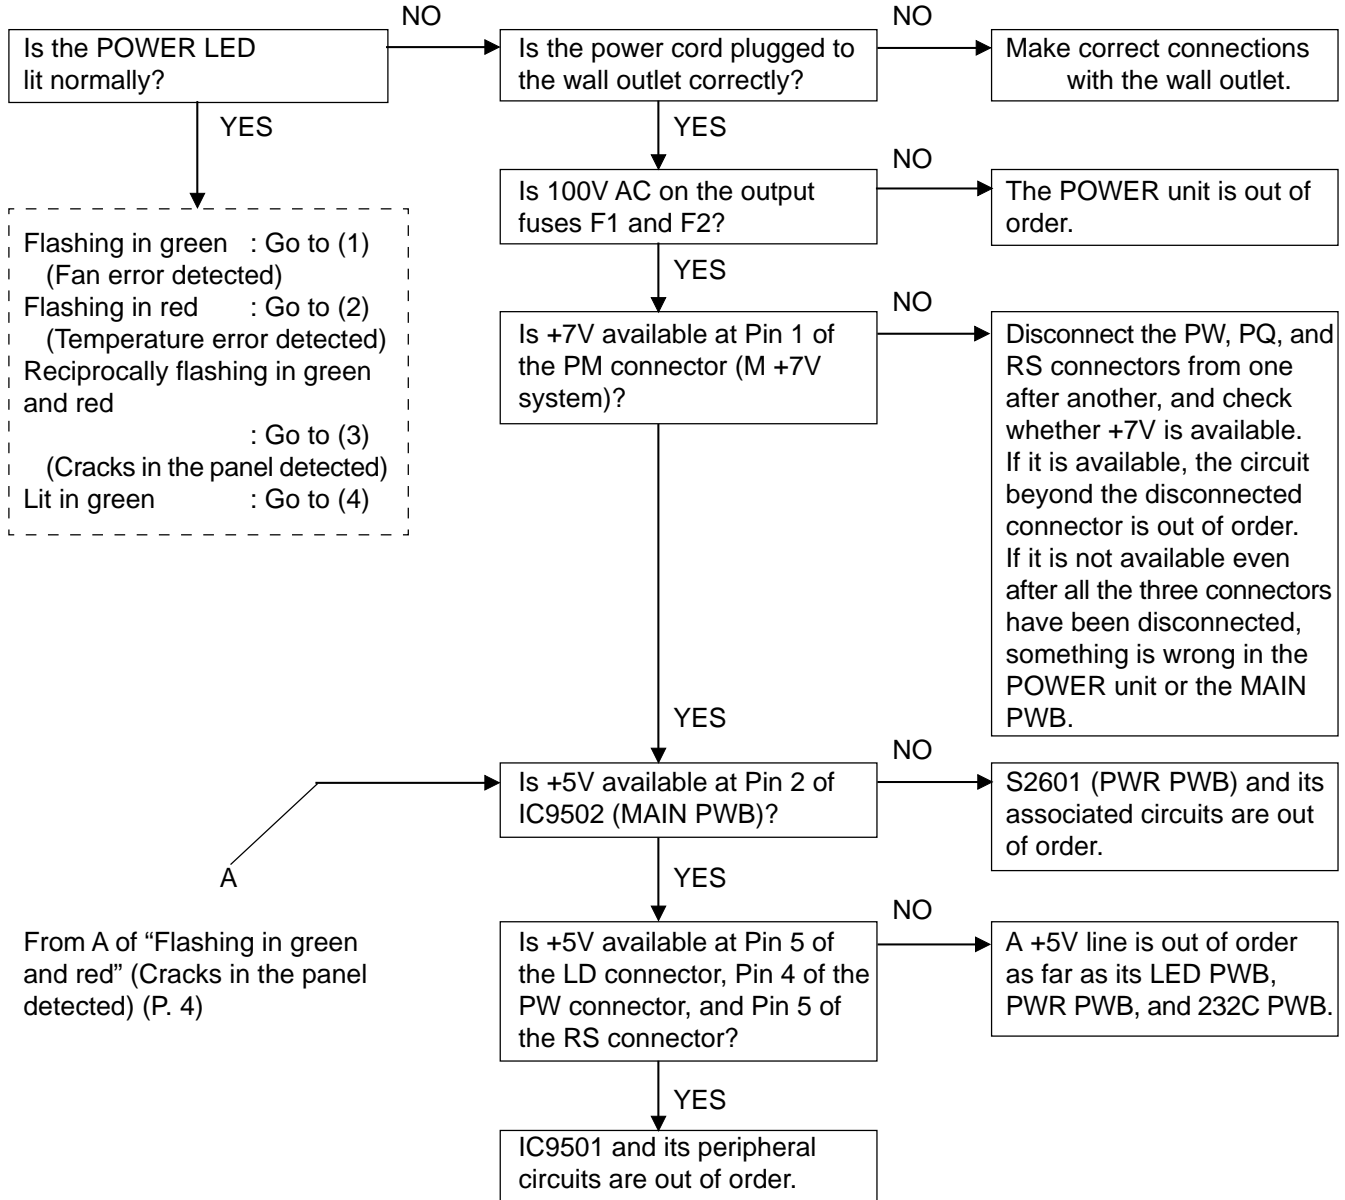 NO
Is the POWER LED
lit normally?
YES
Flashing in green : Go to (1)
(Fan error detected)
Flashing in red : Go to (2)
(Temperature error detected)
Reciprocally flashing in green
and red
: Go to (3)
(Cracks in the panel detected)
Lit in green : Go to (4)
Is the power cord plugged to
the wall outlet correctly?
NO
Make correct connections
with the wall outlet.
YES
Is 100V AC on the output
fuses F1 and F2?
NO
The POWER unit is out of
order.
YES
Is +7V available at Pin 1 of
the PM connector (M +7V
system)?
NO
Disconnect the PW, PQ, and
RS connectors from one
after another, and check
whether +7V is available.
If it is available, the circuit
beyond the disconnected
connector is out of order.
If it is not available even
after all the three connectors
have been disconnected,
something is wrong in the
POWER unit or the MAIN
PWB.
YES
Is +5V available at Pin 2 of
IC9502 (MAIN PWB)?
NO
S2601 (PWR PWB) and its
associated circuits are out
of order.
A
From A of “Flashing in green
and red” (Cracks in the panel
detected) (P. 4)
YES
Is +5V available at Pin 5 of
the LD connector, Pin 4 of the
PW connector, and Pin 5 of
the RS connector?
NO
A +5V line is out of order
as far as its LED PWB,
PWR PWB, and 232C PWB.
YES
IC9501 and its peripheral
circuits are out of order.